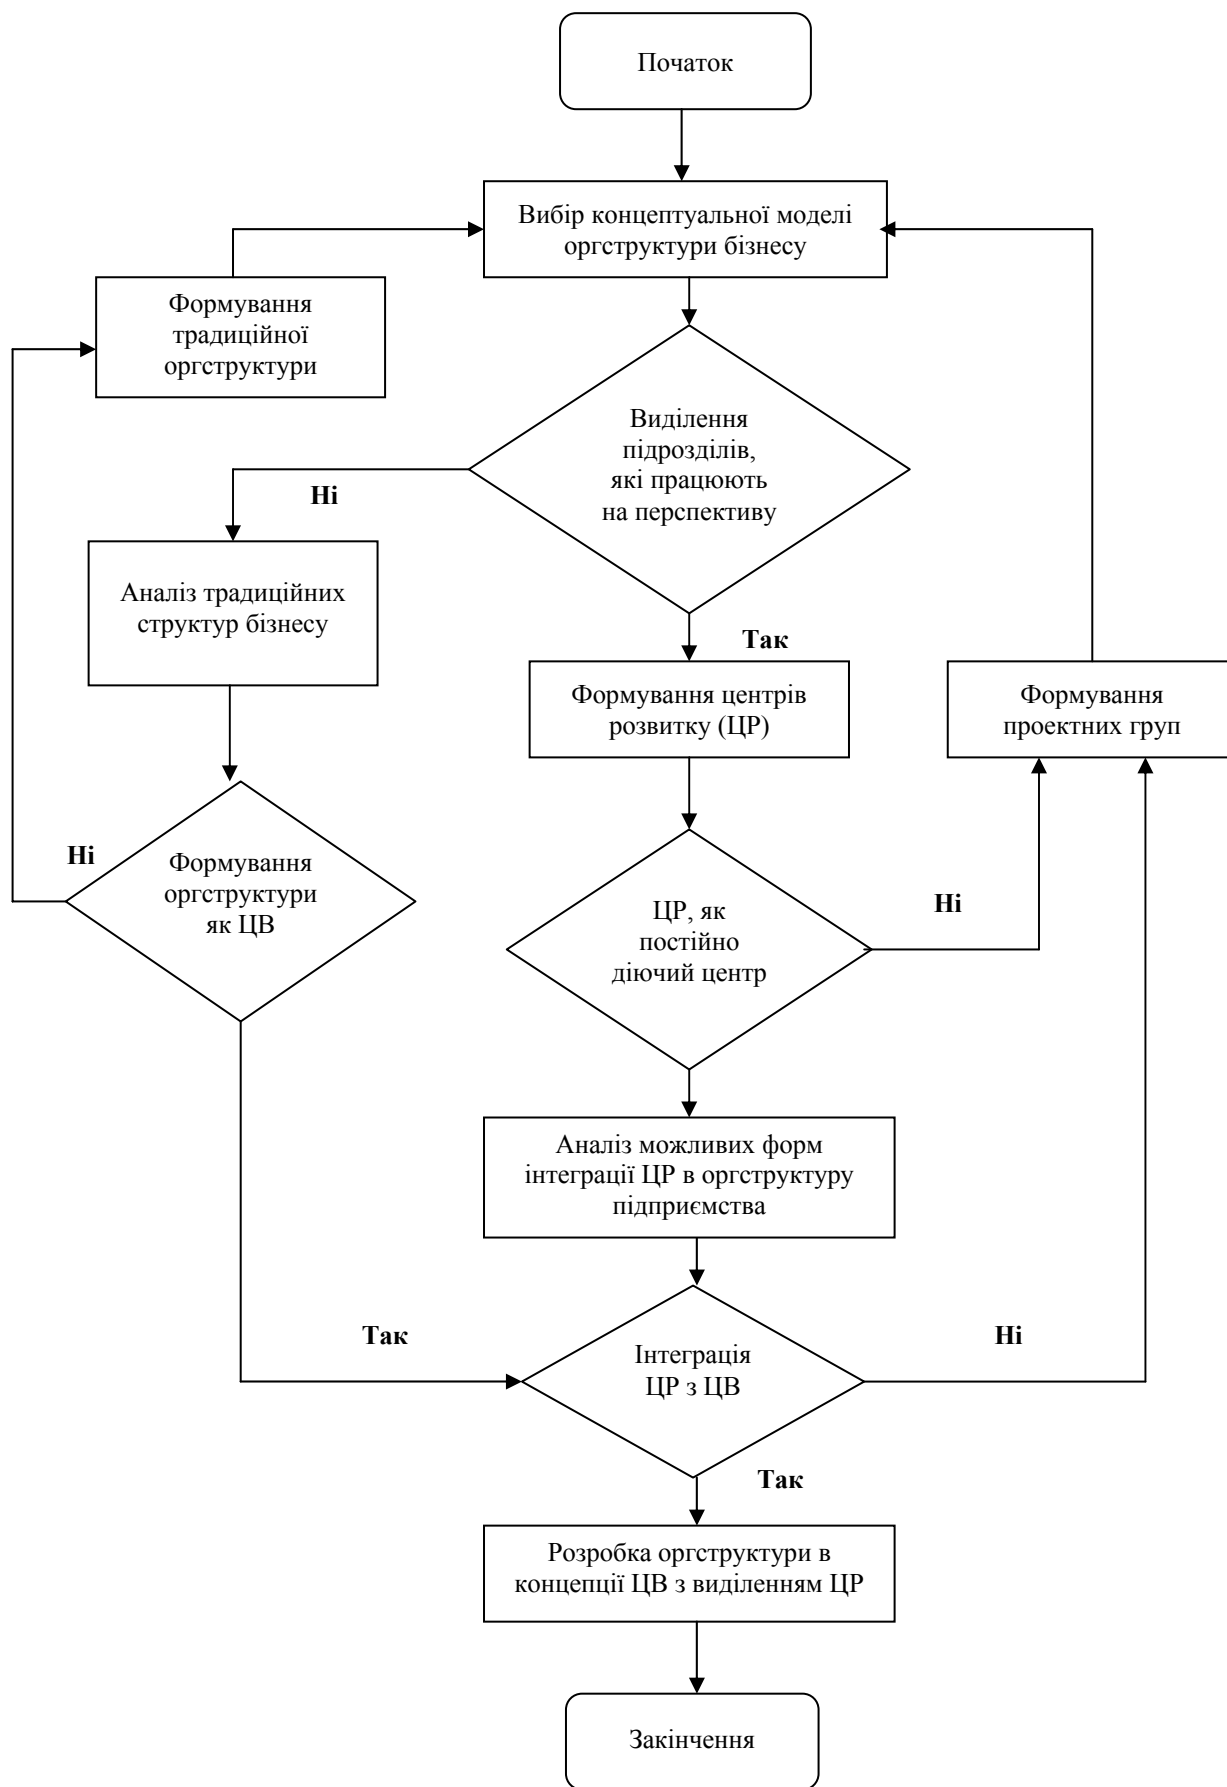 Початок
Вибір концептуальної моделі
оргструктури бізнесу
Формування
традиційної
оргструктури
Виділення
підрозділів,
які працюють
на перспективу
Ні
Аналіз традиційних
структур бізнесу
Так
Формування центрів
розвитку (ЦР)
Формування
проектних груп
Ні
Формування
оргструктури
як ЦВ
ЦР, як
постійно
діючий центр
Ні
Аналіз можливих форм
інтеграції ЦР в оргструктуру
підприємства
Так
Інтеграція
ЦР з ЦВ
Ні
Так
Розробка оргструктури в
концепції ЦВ з виділенням ЦР
Закінчення